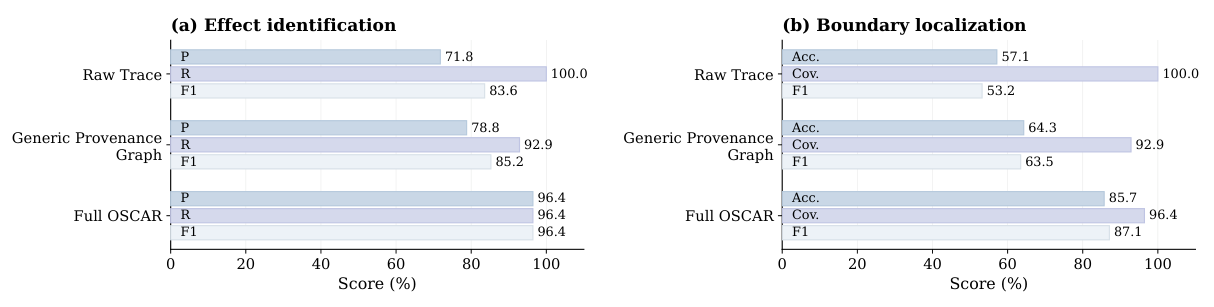 (a) Effect identification
Raw Trace
P
71.8
R
100.0
F1
83.6
Generic Provenance
Graph
P
78.8
R
92.9
F1
85.2
Full OSCAR
P
96.4
R
96.4
F1
96.4
0 20 40 60 80 100
Score (%)
(b) Boundary localization
Raw Trace
Acc.
57.1
Cov.
100.0
F1
53.2
Generic Provenance
Graph
Acc.
64.3
Cov.
92.9
F1
63.5
Full OSCAR
Acc.
85.7
Cov.
96.4
F1
87.1
0 20 40 60 80 100
Score (%)